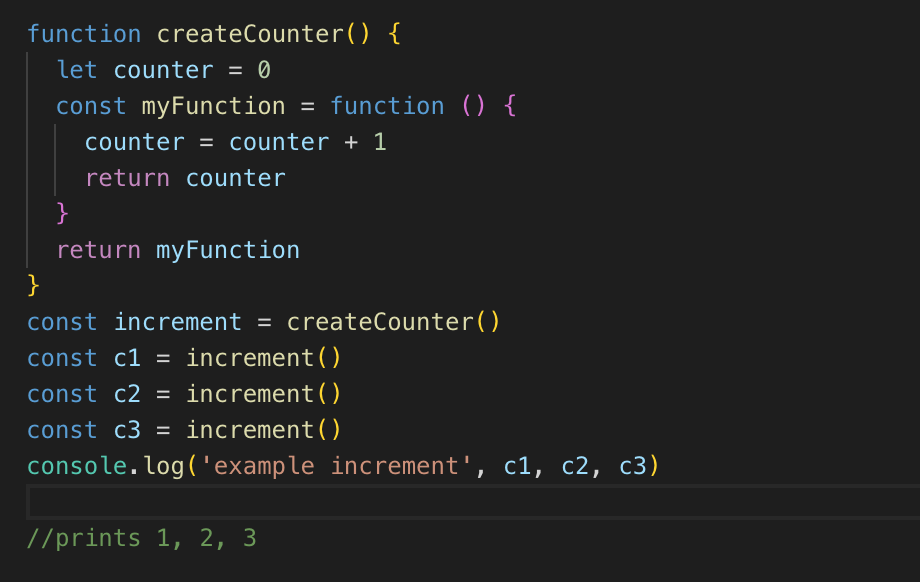 function createCounter() {
  let counter = 0
  const myFunction = function () {
    counter = counter + 1
    return counter
  }
  return myFunction
}
const increment = createCounter()
const c1 = increment()
const c2 = increment()
const c3 = increment()
console.log('example increment', c1, c2, c3)

//prints 1, 2, 3